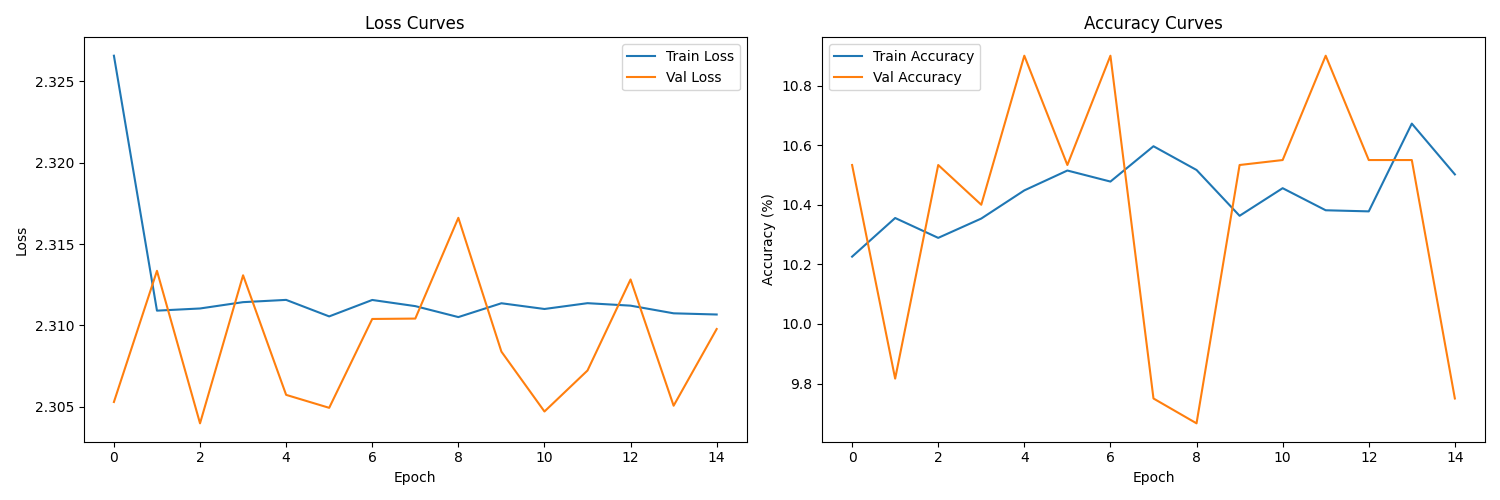 Loss Curves
Train Loss
Val Loss
2.325
2.320
2.315
2.310
2.305
Loss
0 2 4 6 8 10 12 14
Epoch
Accuracy Curves
Train Accuracy
Val Accuracy
10.8
10.6
10.4
10.2
10.0
9.8
Accuracy (%)
0 2 4 6 8 10 12 14
Epoch